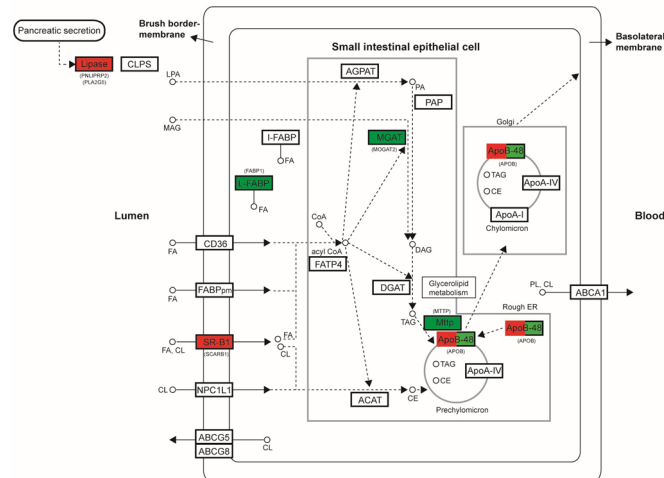 Pancreatic secretion
Brush border-
membrane
Basolateral
membrane
Small intestinal epithelial cell
Lipase
CLPS
(PNLIPRP2)
(PLA2G5)
LPA
AGPAT
PA
PAP
MAG
Golgi
I-FABP
FA
MGAT
(MOGAT2)
(FABP1)
L-FABP
FA
ApoB-48
(APOB)
TAG
CE
ApoA-IV
ApoA-I
Chylomicron
Lumen
Blood
CoA
acyl CoA
FATP4
CD36
FA
DAG
DGAT
Glycerolipid
metabolism
FABPpm
FA
PL, CL
ABCA1
Rough ER
TAG
(MTTP)
Mttp
ApoB-48
(APOB)
ApoB-48
(APOB)
SR-B1
(SCARB1)
FA, CL
FA
CL
TAG
CE
ApoA-IV
Prechylomicron
CL
NPC1L1
ACAT
CE
ABCG5
ABCG8
CL